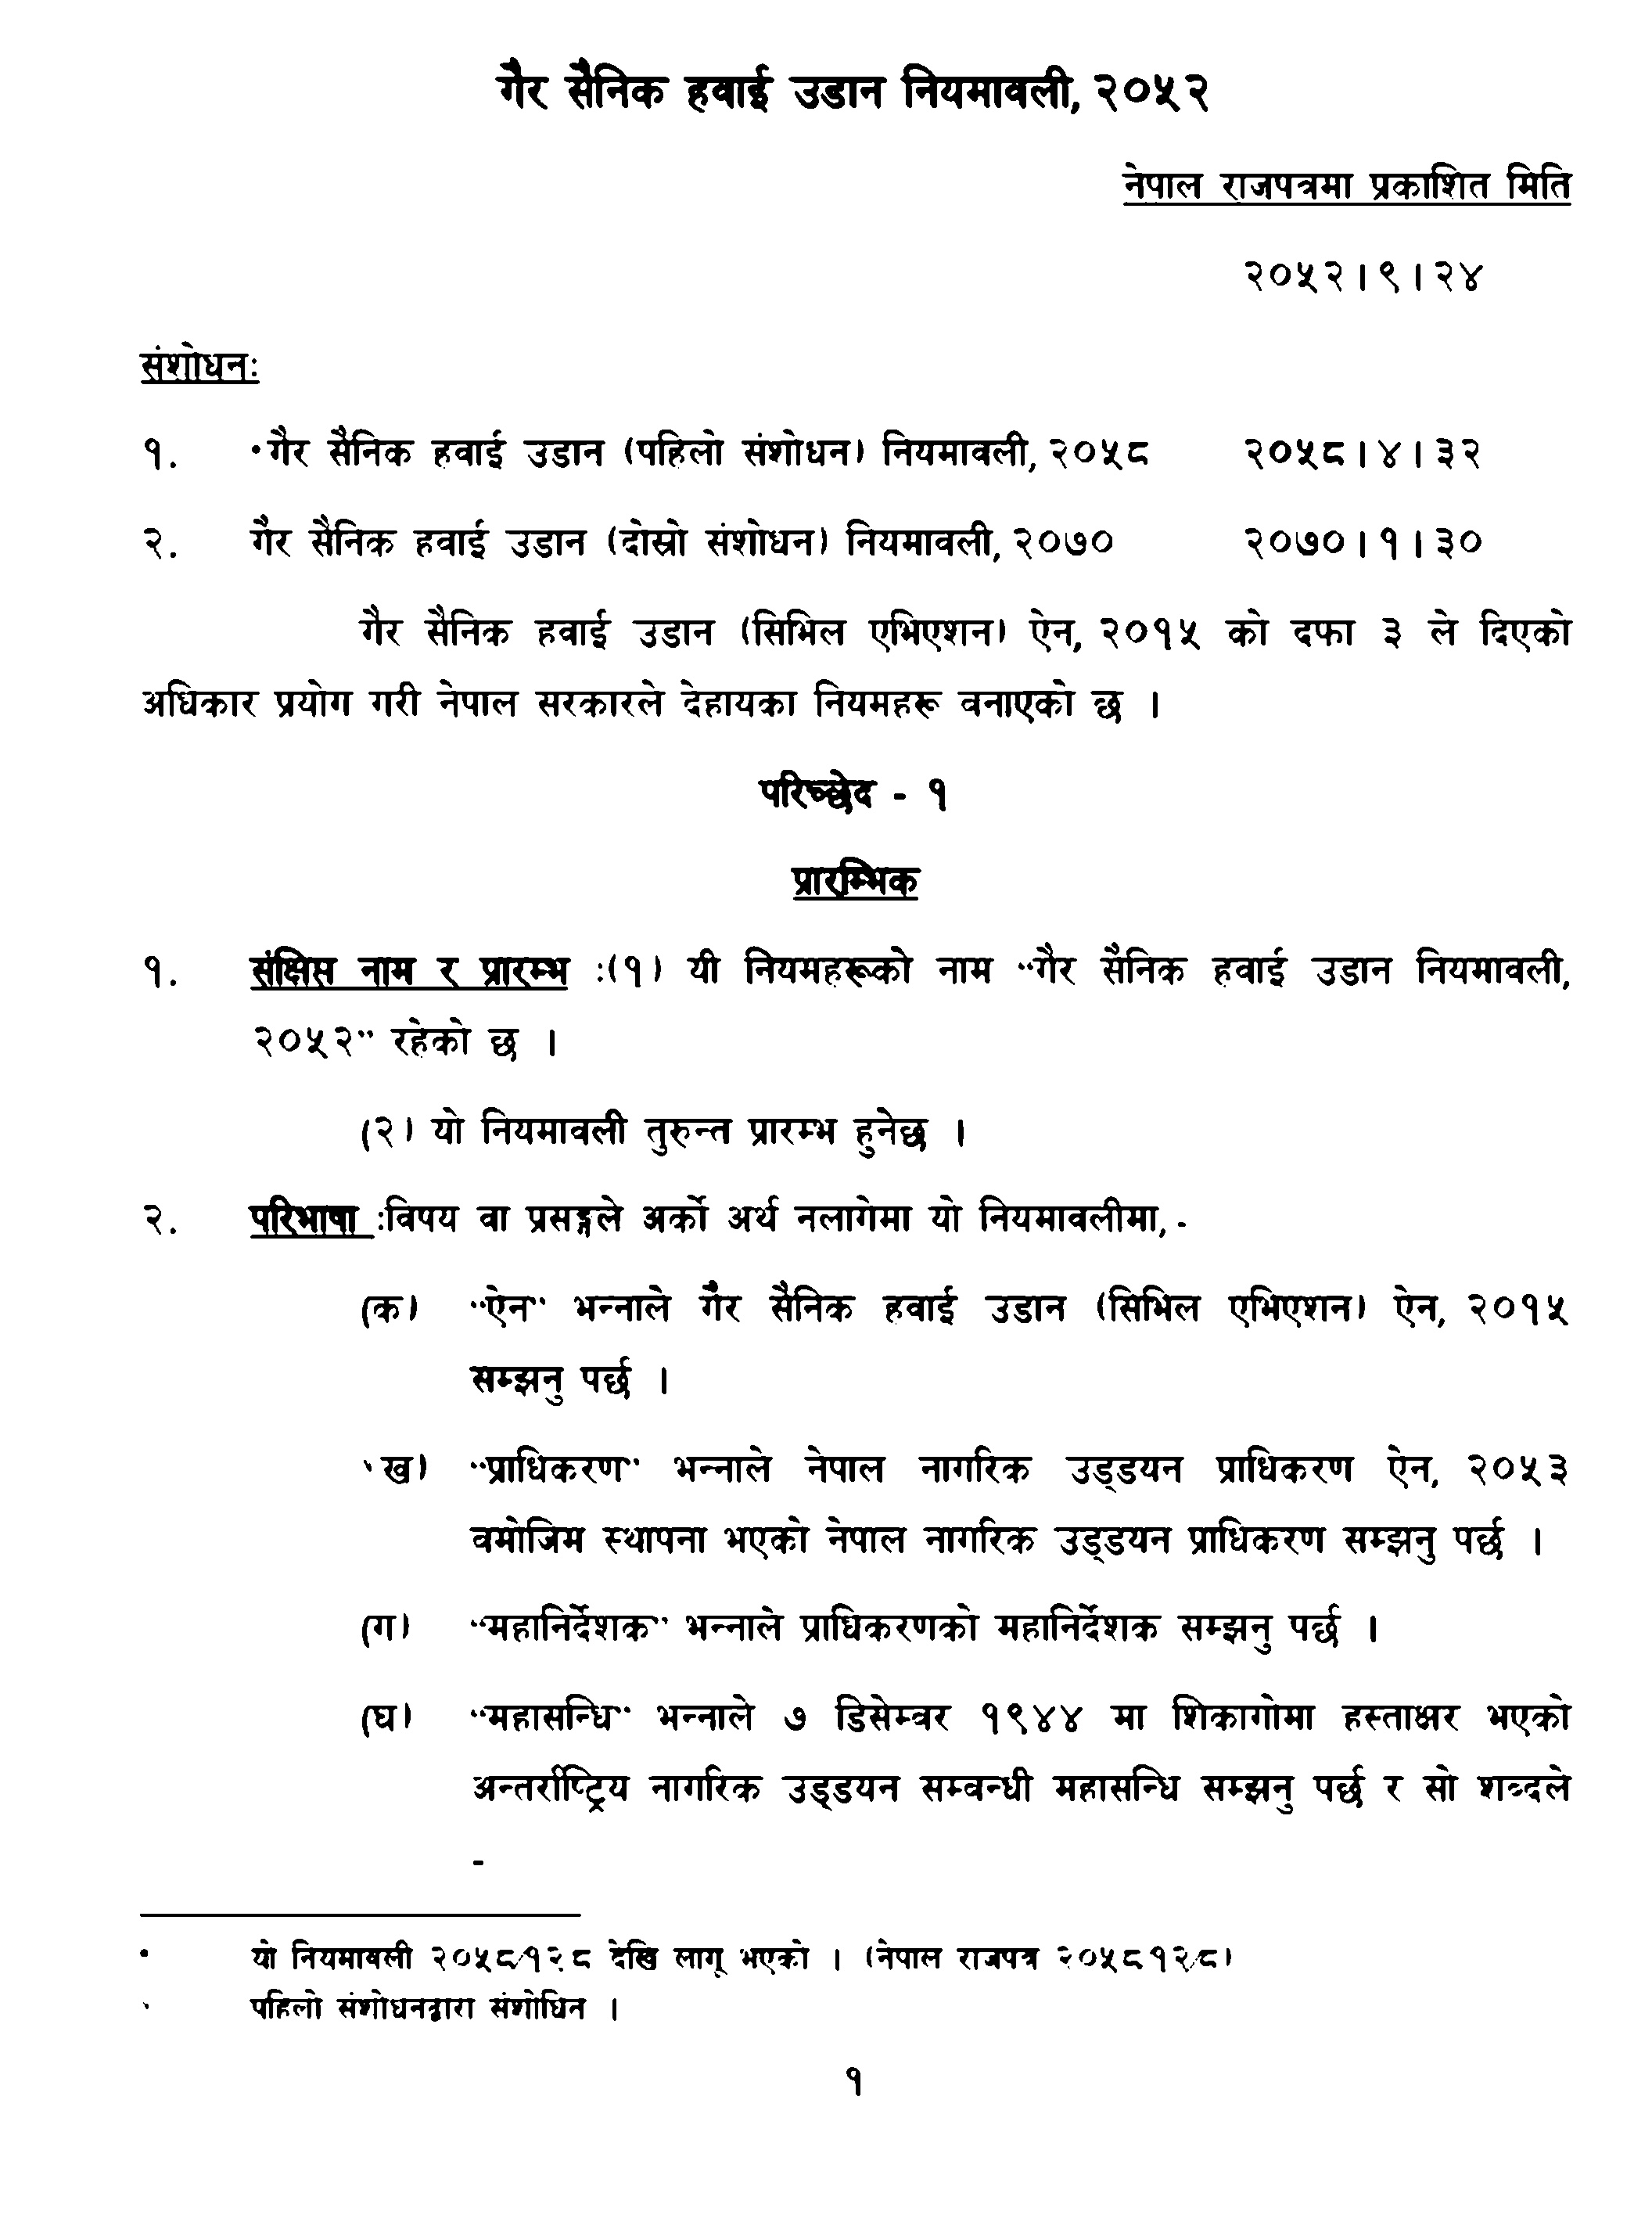 गैर सैनिक हवाई उडान नियमावली, २०५२
नेपाल राजपत्रमा प्रकाशित मिति
२०५२।९।२४
संशोधनः
१. •गैर सैनिक हवाई उडान (पहिलो संशोधन) नियमावली, २०५८ २०५८।४।३२
२. गैर सैनिक हवाई उडान (दोस्रो संशोधन) नियमावली, २०७० २०७०।१।३०
गैर सैनिक हवाई उडान (सिभिल एभिएशन) ऐन, २०१५ को दफा ३ ले दिएको
अधिकार प्रयोग गरी नेपाल सरकारले देहायका नियमहरू वनाएको छ ।
परिच्छेद - १
प्रारम्भिक
१. संक्षिप्त नाम र प्रारम्भ :(१) यी नियमहरूको नाम "गैर सैनिक हवाई उडान नियमावली,
२०५२" रहेको छ ।
(२) यो नियमावली तुरुन्त प्रारम्भ हुनेछ ।
२. परिभाषा :विषय वा प्रसङ्गले अर्को अर्थ नलागेमा यो नियमावलीमा, -
(क) "ऐन" भन्नाले गैर सैनिक हवाई उडान (सिभिल एभिएशन) ऐन, २०१५
सम्झनु पर्छ ।
ख) "प्राधिकरण" भन्नाले नेपाल नागरिक उड्डयन प्राधिकरण ऐन, २०५३
वमोजिम स्थापना भएको नेपाल नागरिक उड्डयन प्राधिकरण सम्झनु पर्छ ।
(ग) "महानिर्देशक" भन्नाले प्राधिकरणको महानिर्देशक सम्झनु पर्छ ।
(घ) "महासन्धि" भन्नाले ७ डिसेम्वर १९४४ मा शिकागोमा हस्ताक्षर भएको
अन्तर्राष्ट्रिय नागरिक उड्डयन सम्वन्धी महासन्धि सम्झनु पर्छ र सो शव्दले
-
• यो नियमावली देखि लागू भएको । (नेपाल राजपत्र
पहिलो संशोधनद्वारा संशोधित ।
१